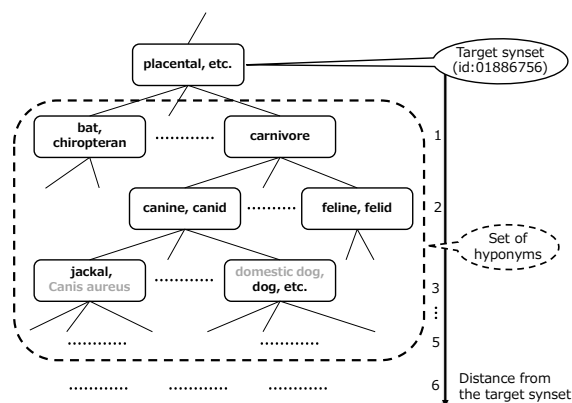 Target synset
(id:01886756)
placental, etc.
bat,
chiropteran
carnivore
1
canine, canid
feline, felid
2
Set of
hyponyms
jackal,
Canis aureus
domestic dog,
dog, etc.
3
5
6
Distance from
the target synset